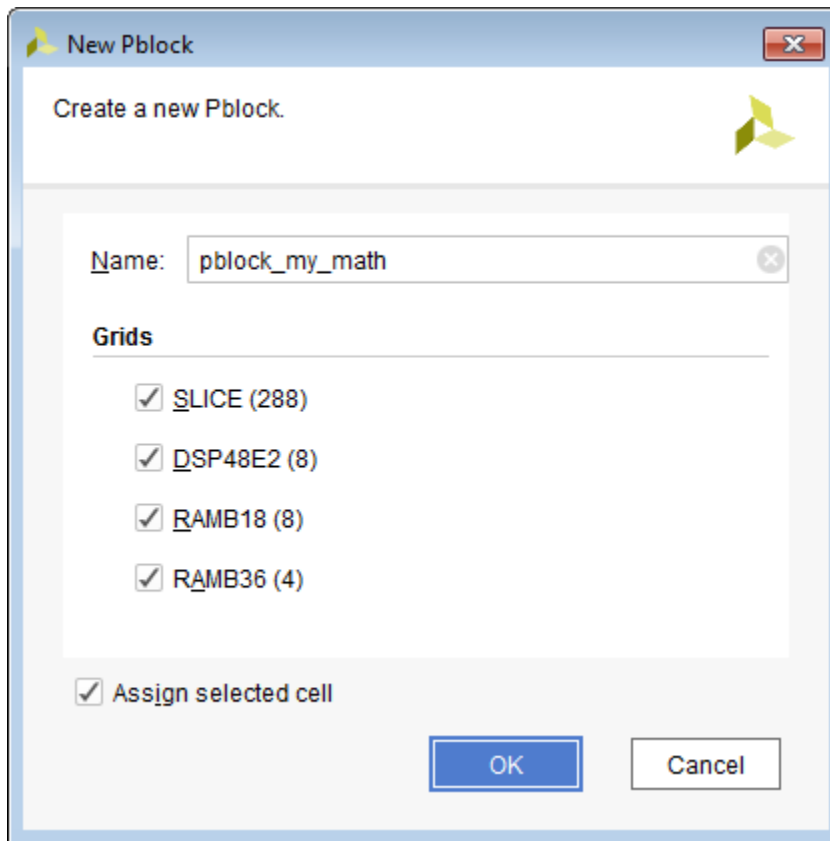 New Pblock
Create a new Pblock.
Name: pblock_my_math
Grids
SLICE (288)
DSP48E2 (8)
RAMB18 (8)
RAMB36 (4)
Assign selected cell
OK Cancel